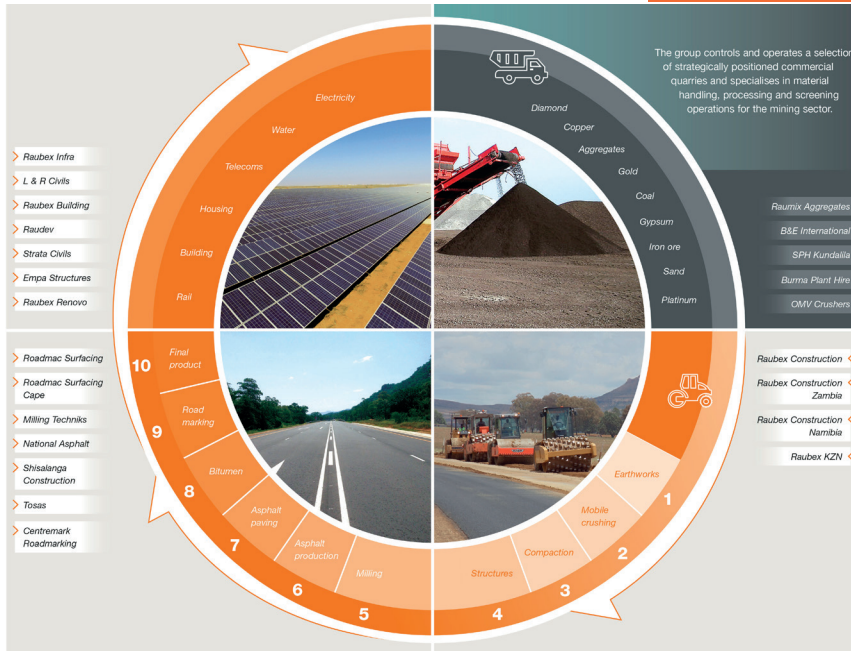 The group controls and operates a selection
of strategically positioned commercial
quarries and specialises in material
handling, processing and screening
operations for the mining sector.
Electricity
Water
Telecoms
Housing
Building
Rail
Diamond
Copper
Aggregates
Gold
Coal
Gypsum
Iron ore
Sand
Platinum
Raubex Infra
L & R Civils
Raubex Building
Raudev
Strata Civils
Empa Structures
Raubex Renovo
Raumix Aggregates
B&E International
SPH Kundalila
Burma Plant Hire
OMV Crushers
Roadmac Surfacing
Roadmac Surfacing
Cape
Milling Techniks
National Asphalt
Shisalanga
Construction
Tosas
Centremark
Roadmarking
10
Final
product
9
Road
marking
8
Bitumen
7
Asphalt
paving
6
Asphalt
production
5
Milling
4
Structures
3
Compaction
2
Mobile
crushing
1
Earthworks
Raubex Construction
Raubex Construction
Zambia
Raubex Construction
Namibia
Raubex KZN